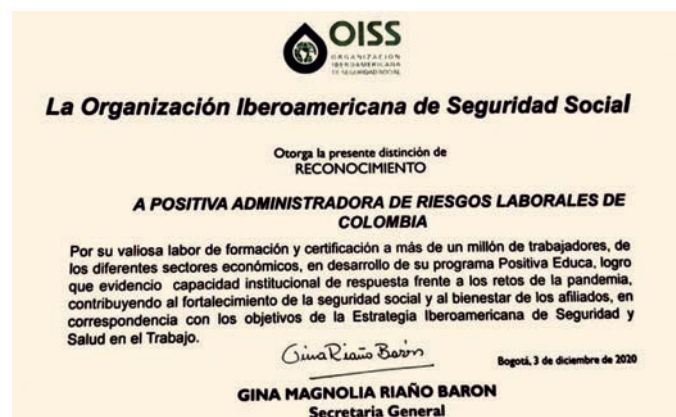 OISS
ORGANIZACIÓN
IBEROAMERICANA
DE SEGURIDAD SOCIAL
La Organización Iberoamericana de Seguridad Social
Otorga la presente distinción de
RECONOCIMIENTO
A POSITIVA ADMINISTRADORA DE RIESGOS LABORALES DE
COLOMBIA
Por su valiosa labor de formación y certificación a más de un millón de trabajadores, de
los diferentes sectores económicos, en desarrollo de su programa Positiva Educa, logro
que evidencio capacidad institucional de respuesta frente a los retos de la pandemia,
contribuyendo al fortalecimiento de la seguridad social y al bienestar de los afiliados, en
correspondencia con los objetivos de la Estrategia Iberoamericana de Seguridad y
Salud en el Trabajo.
Gina Riaño Barón
Bogotá, 3 de diciembre de 2020
GINA MAGNOLIA RIAÑO BARON
Secretaria General